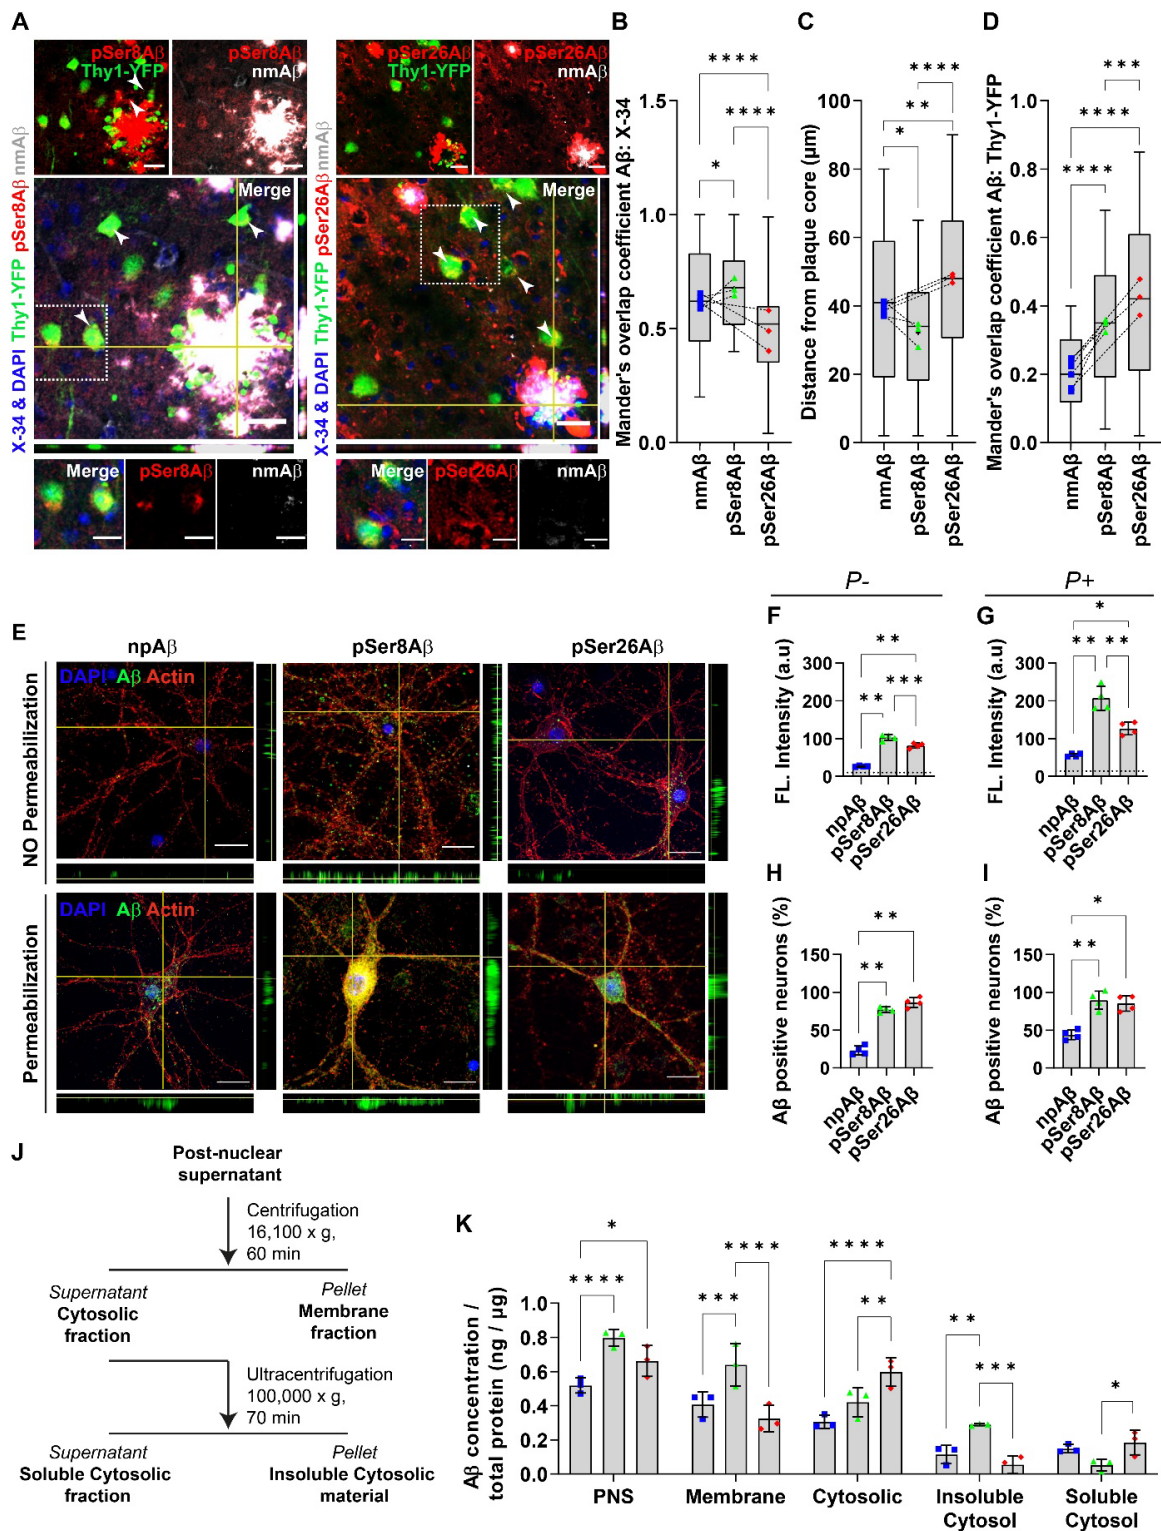 A
pSer8Aβ
Thy1-YFP
pSer8Aβ
nmAβ
pSer26Aβ
Thy1-YFP
pSer26Aβ
nmAβ
X-34 & DAPI Thy1-YFP pSer8Aβ nmAβ
Merge
X-34 & DAPI Thy1-YFP pSer26Aβ nmAβ
Merge
Merge
pSer8Aβ
nmAβ
Merge
pSer26Aβ
nmAβ
B
Mander's overlap coefficient Aβ: X-34
1.5
1.0
0.5
0.0
* * * *
* * * *
*
nmAβ
pSer8Aβ
pSer26Aβ
C
Distance from plaque core (µm)
100
80
60
40
20
0
* * * *
* *
*
nmAβ
pSer8Aβ
pSer26Aβ
D
Mander's overlap coefficient Aβ: Thy1-YFP
1.0
0.8
0.6
0.4
0.2
0.0
* * *
* * * *
* * * *
nmAβ
pSer8Aβ
pSer26Aβ
E
npAβ
pSer8Aβ
pSer26Aβ
NO Permeabilization
DAPI Aβ Actin
Permeabilization
DAPI Aβ Actin
P-
P+
F
FL. Intensity (a.u)
300
200
100
0
* *
* * *
* *
npAβ
pSer8Aβ
pSer26Aβ
G
FL. Intensity (a.u)
300
200
100
0
*
* *
* *
npAβ
pSer8Aβ
pSer26Aβ
H
Aβ positive neurons (%)
150
100
50
0
* *
* *
npAβ
pSer8Aβ
pSer26Aβ
I
Aβ positive neurons (%)
150
100
50
0
*
* *
npAβ
pSer8Aβ
pSer26Aβ
J
Post-nuclear
supernatant
Centrifugation
16,100 x g,
60 min
Supernatant
Cytosolic
fraction
Pellet
Membrane
fraction
Ultracentrifugation
100,000 x g,
70 min
Supernatant
Soluble Cytosolic
fraction
Pellet
Insoluble Cytosolic
material
K
Aβ concentration /
total protein (ng / µg)
1.0
0.8
0.6
0.4
0.2
0.0
*
* * * *
* * * *
* * *
* * * *
* *
* *
* * *
*
PNS
Membrane
Cytosolic
Insoluble
Cytosol
Soluble
Cytosol